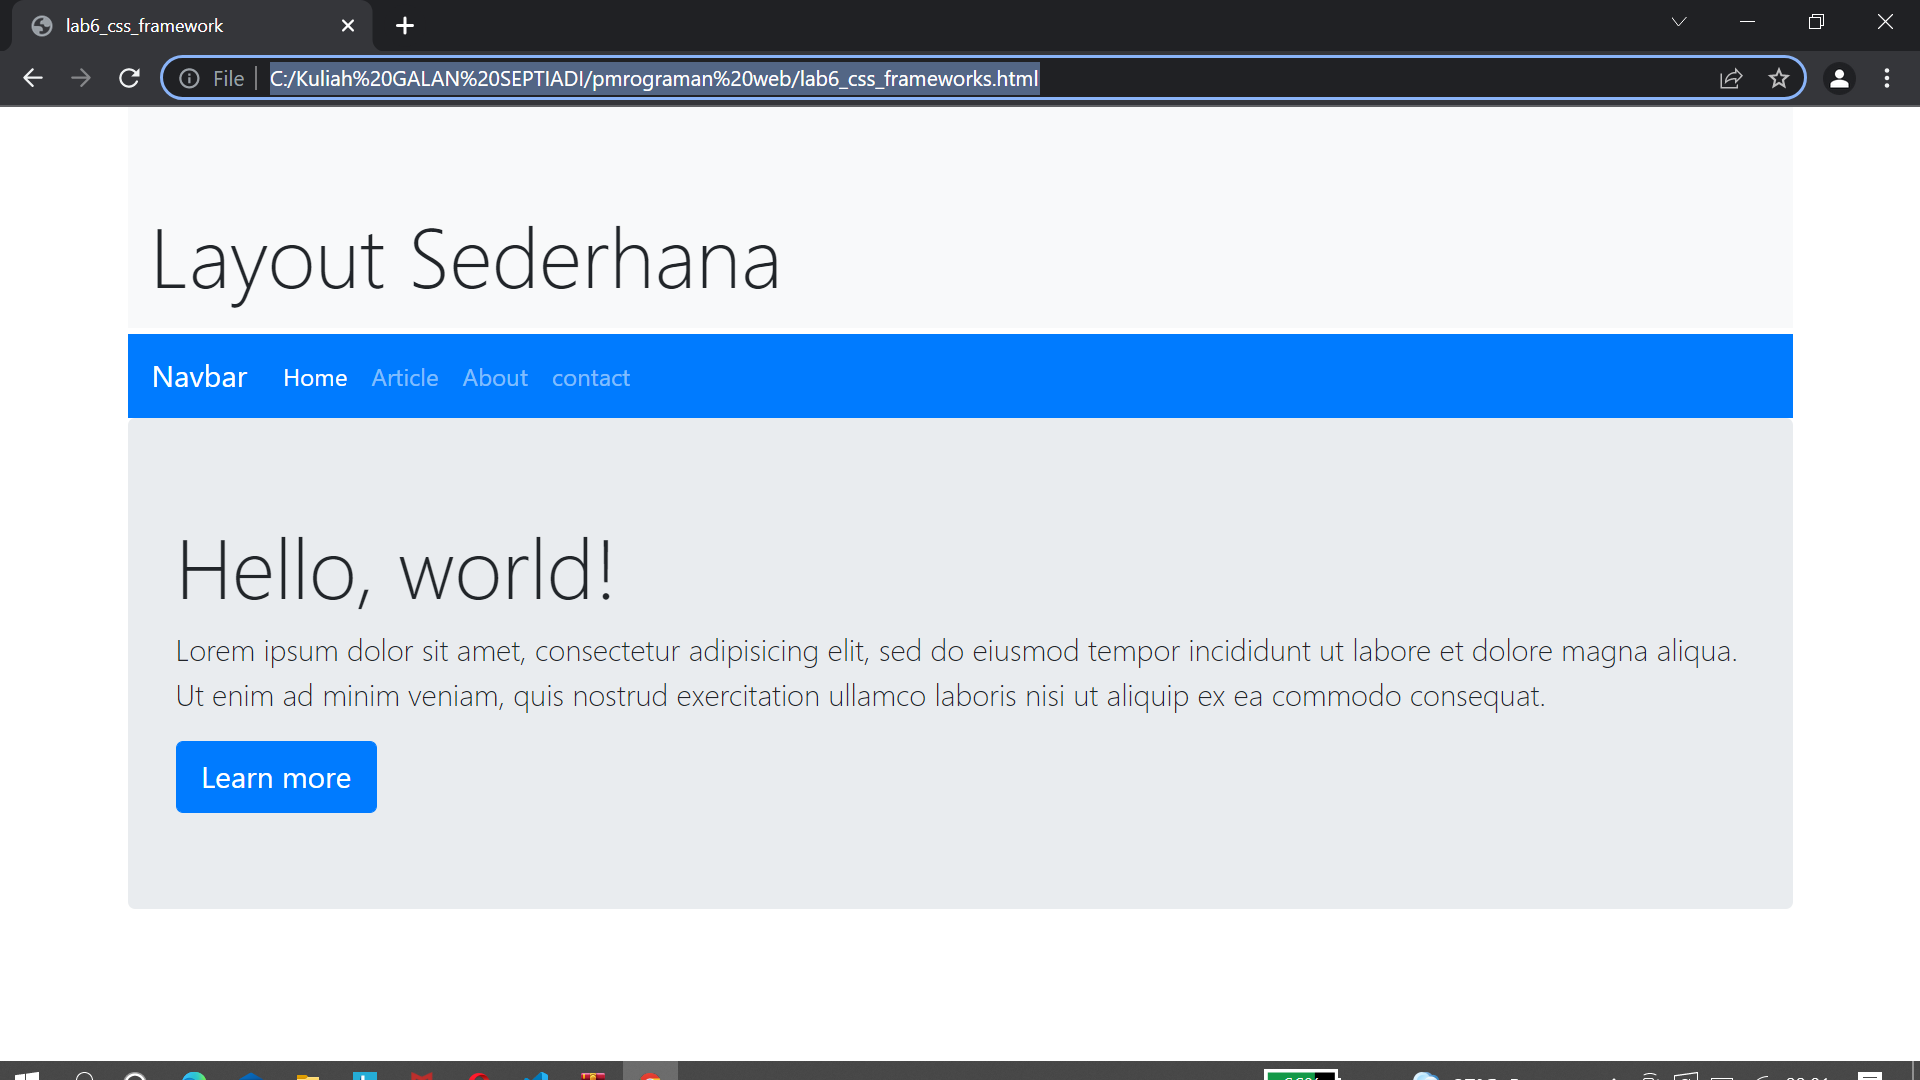 lab6_css_framework
File C:/Kuliah%20GALAN%20SEPTIADI/pmrograman%20web/lab6_css_frameworks.html
Layout Sederhana
Navbar Home Article About contact
Hello, world!
Lorem ipsum dolor sit amet, consectetur adipisicing elit, sed do eiusmod tempor incididunt ut labore et dolore magna aliqua.
Ut enim ad minim veniam, quis nostrud exercitation ullamco laboris nisi ut aliquip ex ea commodo consequat.
Learn more